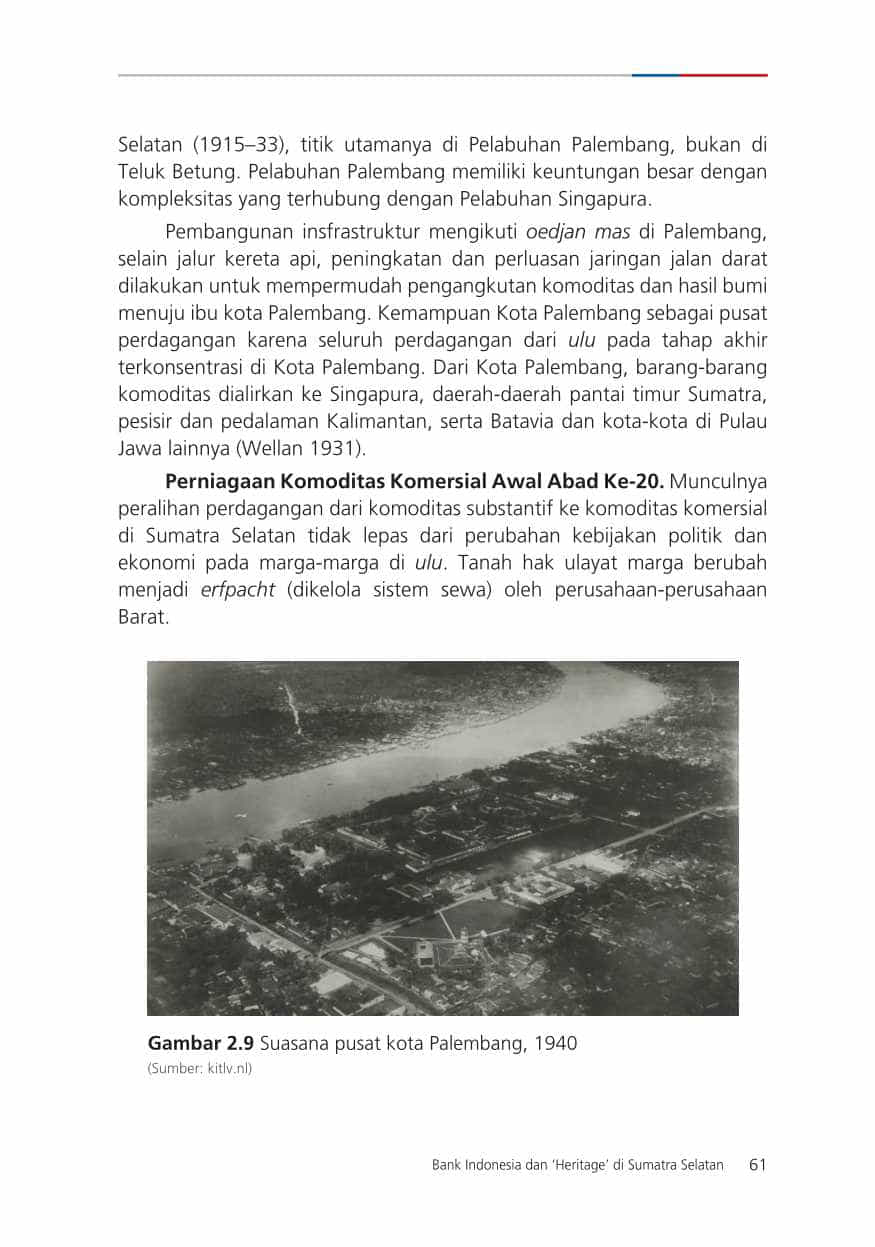 Selatan (1915–33), titik utamanya di Pelabuhan Palembang, bukan di
Teluk Betung. Pelabuhan Palembang memiliki keuntungan besar dengan
kompleksitas yang terhubung dengan Pelabuhan Singapura.
Pembangunan insfrastruktur mengikuti oedjan mas di Palembang,
selain jalur kereta api, peningkatan dan perluasan jaringan jalan darat
dilakukan untuk mempermudah pengangkutan komoditas dan hasil bumi
menuju ibu kota Palembang. Kemampuan Kota Palembang sebagai pusat
perdagangan karena seluruh perdagangan dari ulu pada tahap akhir
terkonsentrasi di Kota Palembang. Dari Kota Palembang, barang-barang
komoditas dialirkan ke Singapura, daerah-daerah pantai timur Sumatra,
pesisir dan pedalaman Kalimantan, serta Batavia dan kota-kota di Pulau
Jawa lainnya (Wellan 1931).
Perniagaan Komoditas Komersial Awal Abad Ke-20. Munculnya
peralihan perdagangan dari komoditas substantif ke komoditas komersial
di Sumatra Selatan tidak lepas dari perubahan kebijakan politik dan
ekonomi pada marga-marga di ulu. Tanah hak ulayat marga berubah
menjadi erfpacht (dikelola sistem sewa) oleh perusahaan-perusahaan
Barat.
Gambar 2.9 Suasana pusat kota Palembang, 1940
(Sumber: kitlv.nl)
Bank Indonesia dan ‘Heritage’ di Sumatra Selatan 61